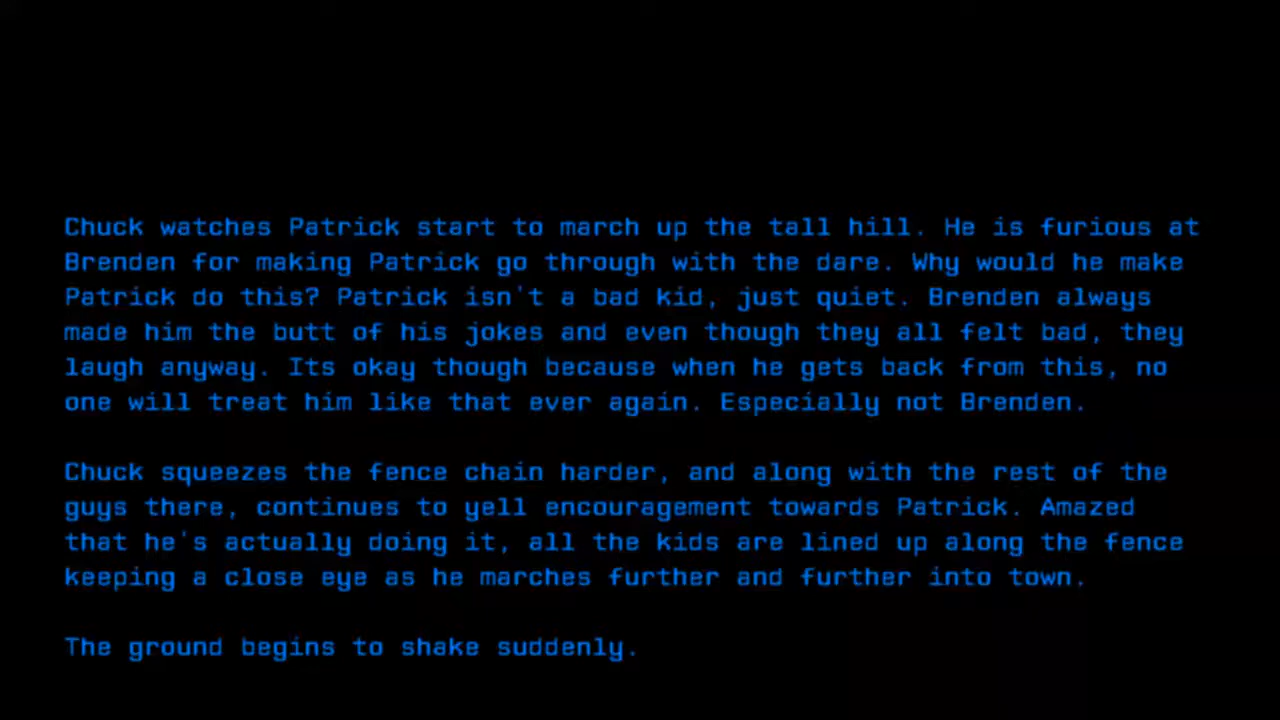 Chuck watches Patrick start to march up the tall hill. He is furious at
Brenden for making Patrick go through with the dare. Why would he make
Patrick do this? Patrick isn't a bad kid, just quiet. Brenden always
made him the butt of his jokes and even though they all felt bad, they
laugh anyway. Its okay though because when he gets back from this, no
one will treat him like that ever again. Especially not Brenden.
Chuck squeezes the fence chain harder, and along with the rest of the
guys there, continues to yell encouragement towards Patrick. Amazed
that he's actually doing it, all the kids are lined up along the fence
keeping a close eye as he marches further and further into town.
The ground begins to shake suddenly.